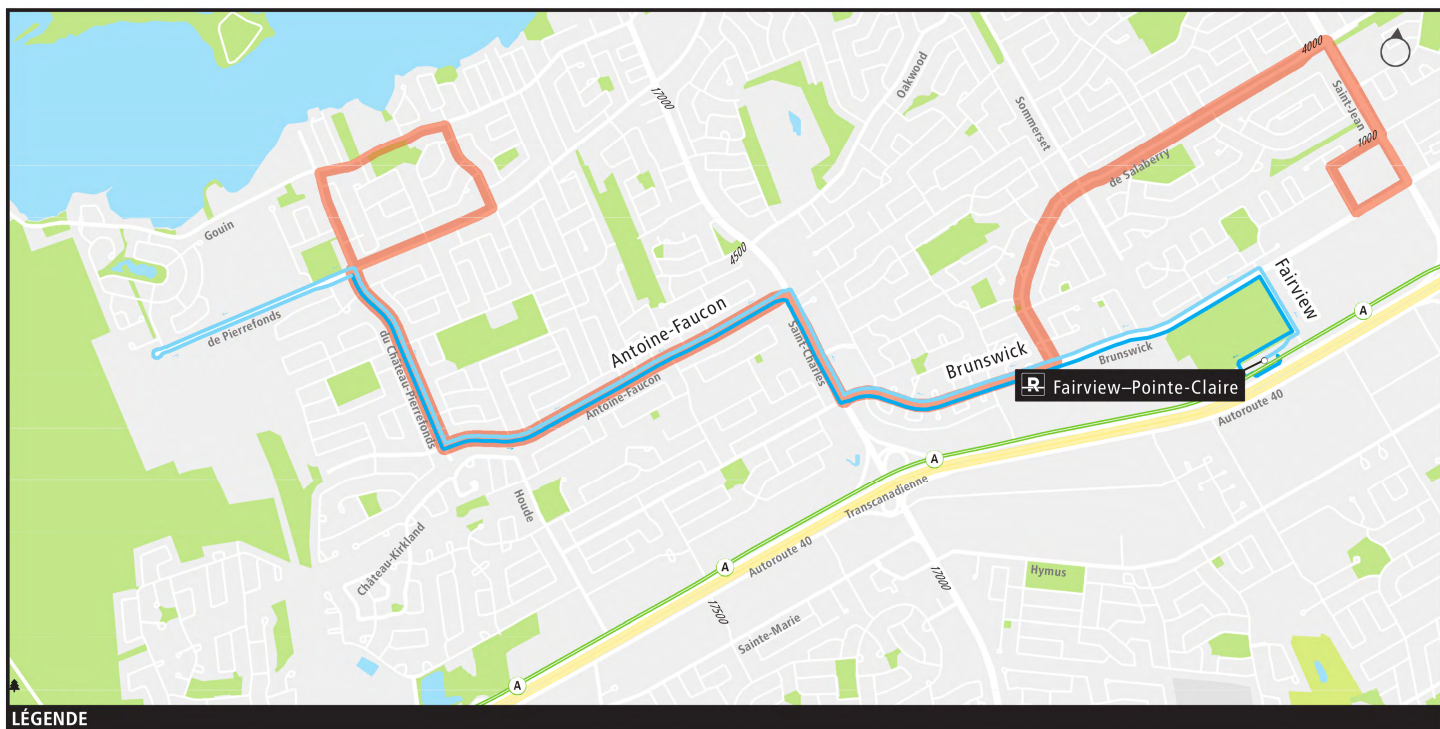 4000
17000
Oakwood
Sommerset
Saint-Jean
1000
de Salaberry
Gouin
4500
Fairview
A
de Pierrefonds
du Château-Pierrefonds
Antoine-Faucon
Saint-Charles
Brunswick
Brunswick
Antoine-Faucon
Fairview–Pointe-Claire
Autoroute 40
A
Transcanadienne
Houde
Château-Kirkland
A
Autoroute 40
Hymus
17000
17500
Sainte-Marie
A
LÉGENDE